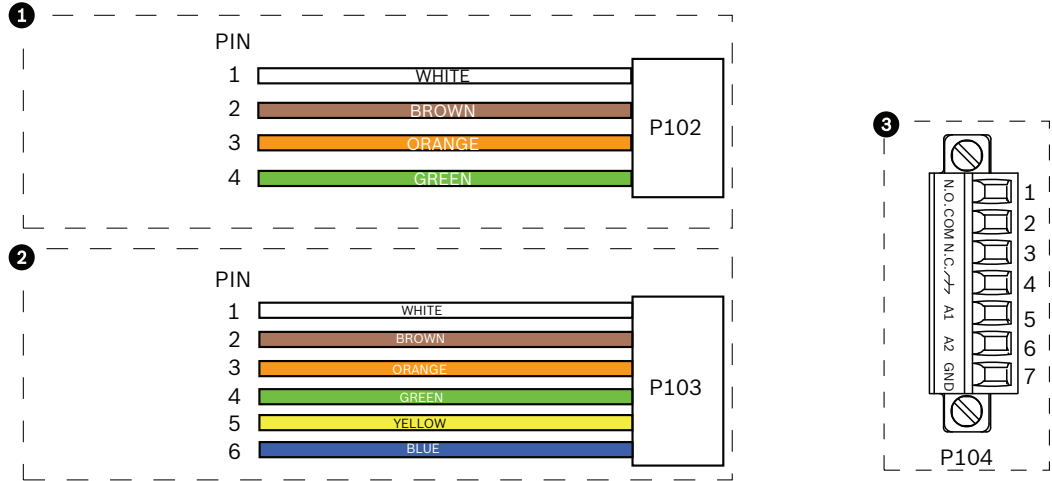 1
PIN
1 WHITE
2 BROWN
3 ORANGE
4 GREEN
P102
2
PIN
1 WHITE
2 BROWN
3 ORANGE
4 GREEN
5 YELLOW
6 BLUE
P103
3
N.O. 1
COM 2
N.C. 3
4
A1 5
A2 6
GND 7
P104